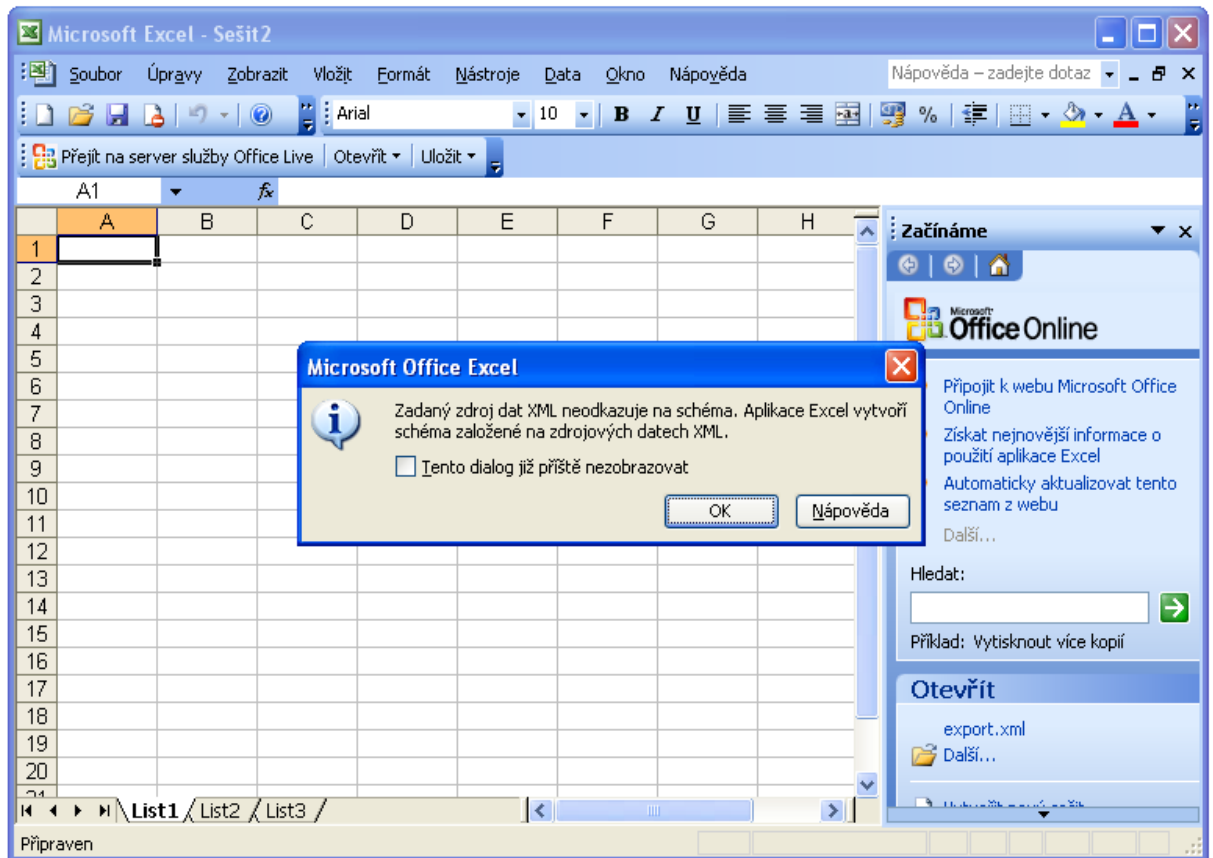 Microsoft Excel - Sešit2
Soubor Úpravy Zobrazit Vložit Formát Nástroje Data Okno Nápověda Nápověda – zadejte dotaz
Arial 10 B I U %
Přejít na server služby Office Live Otevřít Uložit
A1 fx
A B C D E F G H
1
2
3
4
5
6
7
8
9
10
11
12
13
14
15
16
17
18
19
20
21
Začínáme
Microsoft
Office Online
Připojit k webu Microsoft Office
Online
Získat nejnovější informace o
použití aplikace Excel
Automaticky aktualizovat tento
seznam z webu
Další...
Hledat:
Příklad: Vytisknout více kopií
Otevřít
export.xml
Další...
Microsoft Office Excel
Zadaný zdroj dat XML neodkazuje na schéma. Aplikace Excel vytvoří
schéma založené na zdrojových datech XML.
Tento dialog již příště nezobrazovat
OK Nápověda
List1 List2 List3
Připraven